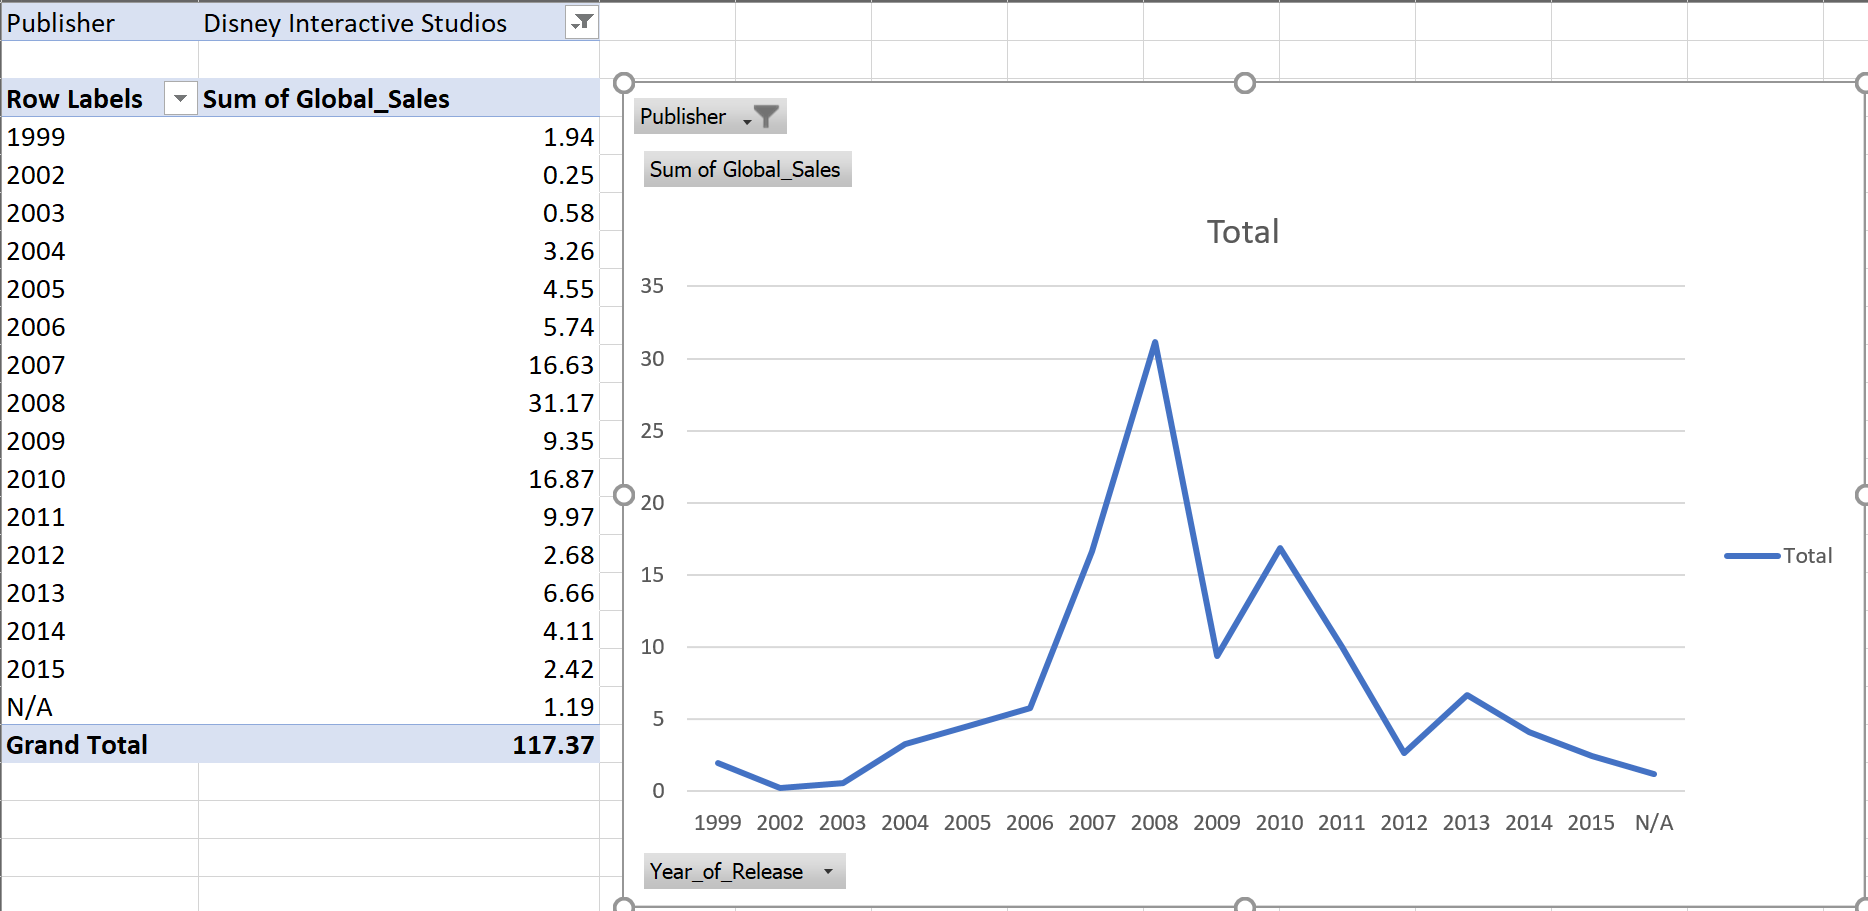 Publisher Disney Interactive Studios
Row Labels Sum of Global_Sales
1999 1.94
2002 0.25
2003 0.58
2004 3.26
2005 4.55
2006 5.74
2007 16.63
2008 31.17
2009 9.35
2010 16.87
2011 9.97
2012 2.68
2013 6.66
2014 4.11
2015 2.42
N/A 1.19
Grand Total 117.37
Publisher
Sum of Global_Sales
Total
35
30
25
20
15
10
5
0
1999 2002 2003 2004 2005 2006 2007 2008 2009 2010 2011 2012 2013 2014 2015 N/A
Total
Year_of_Release